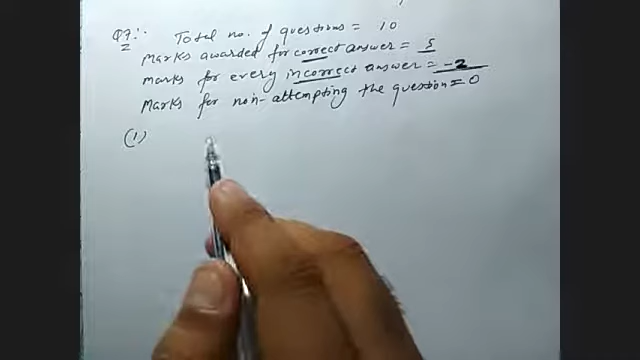 Q7:- Total no. of questions = 10
Marks awarded for correct answer = 5
Marks for every incorrect answer = -2
Marks for non-attempting the question = 0
(1)